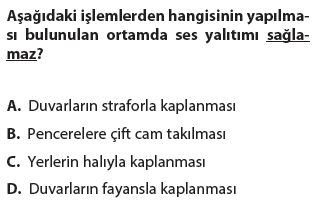 Aşağıdaki işlemlerden hangisinin yapılma-
sı bulunulan ortamda ses yalıtımı sağla-
maz?
A. Duvarların straforla kaplanması
B. Pencerelere çift cam takılması
C. Yerlerin halıyla kaplanması
D. Duvarların fayansla kaplanması